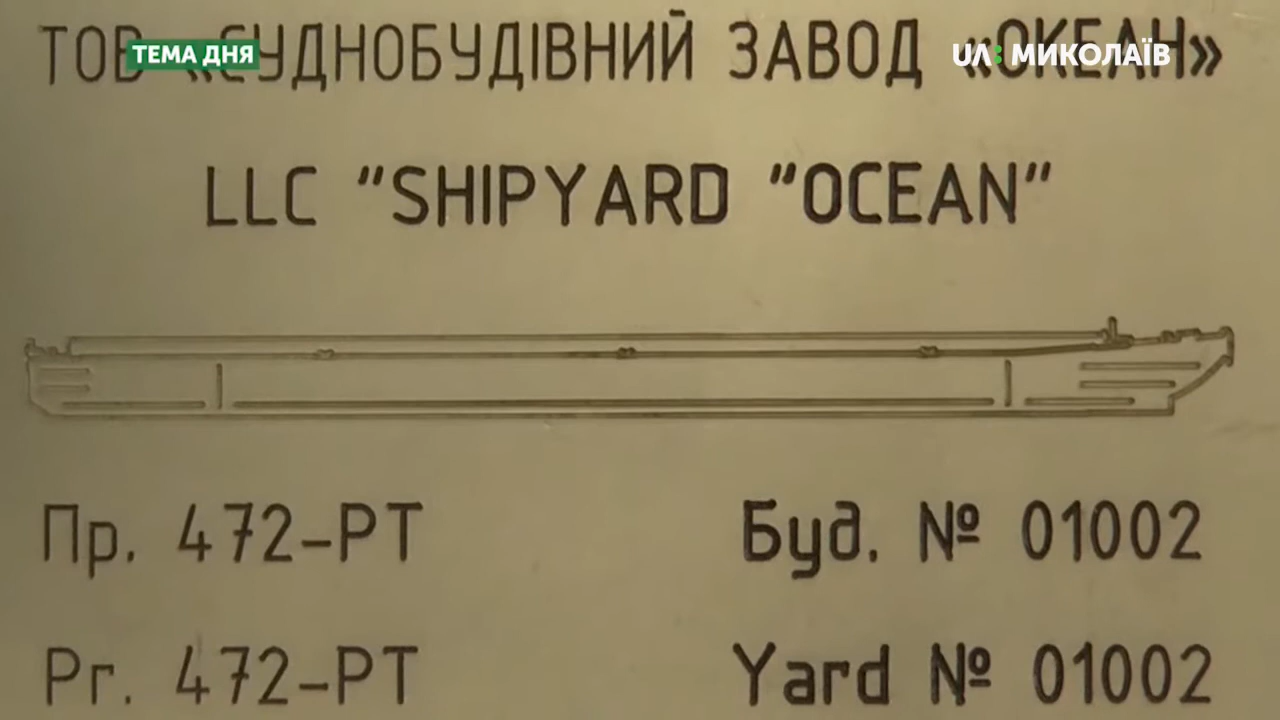 ТОВ «СУДНОБУДІВНИЙ ЗАВОД «ОКЕАН»
ТЕМА ДНЯ
UA: МИКОЛАЇВ
LLC "SHIPYARD "OCEAN"
Пр. 472-РТ Буд. № 01002
Pr. 472-PT Yard № 01002